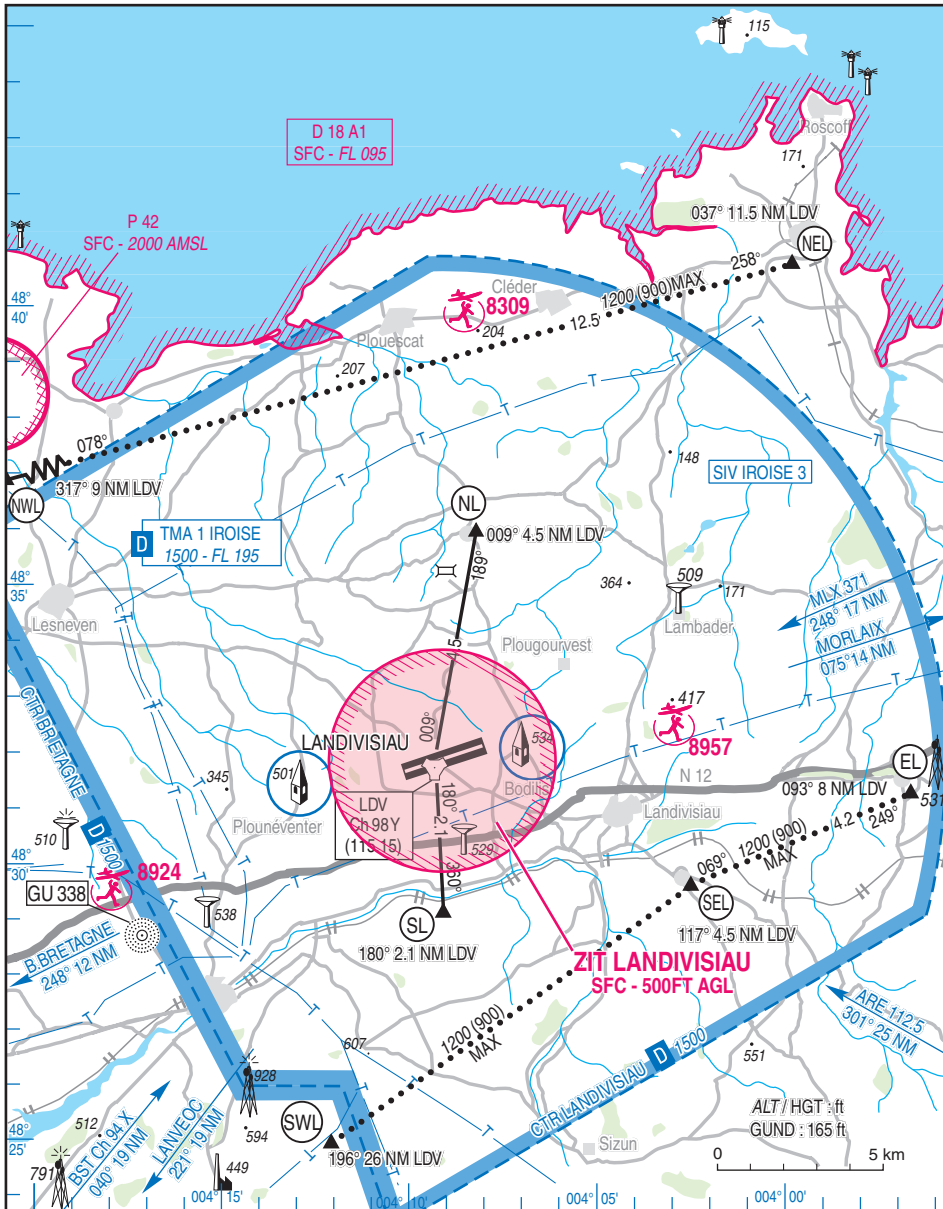 115
Roscoff
D 18 A1
SFC - FL 095
171
037° 11.5 NM LDV
P 42
SFC - 2000 AMSL
NEL
258°
1200 (900)MAX
12.5
48°
40'
Cléder
8309
204
Plouescat
207
078°
148
317° 9 NM LDV
NWL
SIV IROISE 3
NL
009° 4.5 NM LDV
D
TMA 1 IROISE
1500 - FL 195
189°
48°
35'
364
509
171
Lambader
Lesneven
MLX 371
248° 17 NM
MORLAIX
075°14 NM
Plougourvest
4.5
CTR BRETAGNE
417
8957
009°
LANDIVISIAU
534
501
Bodilis
EL
093° 8 NM LDV
531
N 12
345
LDV
Ch 98Y
(115.15)
180°
2.1
360°
529
Landivisiau
Plounéventer
510
D 1500
249°
4.2
1200 (900)
MAX
069°
48°
30'
8924
GU 338
538
SL
180° 2.1 NM LDV
SEL
117° 4.5 NM LDV
B.BRETAGNE
248° 12 NM
ZIT LANDIVISIAU
SFC - 500FT AGL
ARE 112.5
301° 25 NM
1200 (900)
MAX
607
551
CTR LANDIVISIAU D 1500
928
ALT / HGT : ft
GUND : 165 ft
512
594
SWL
196° 26 NM LDV
48°
25'
Sizun
0 5 km
BST Ch 94 X
040° 19 NM
LANVEOC
221° 19 NM
791
449
004° 15'
004° 10'
004° 05'
004° 00'